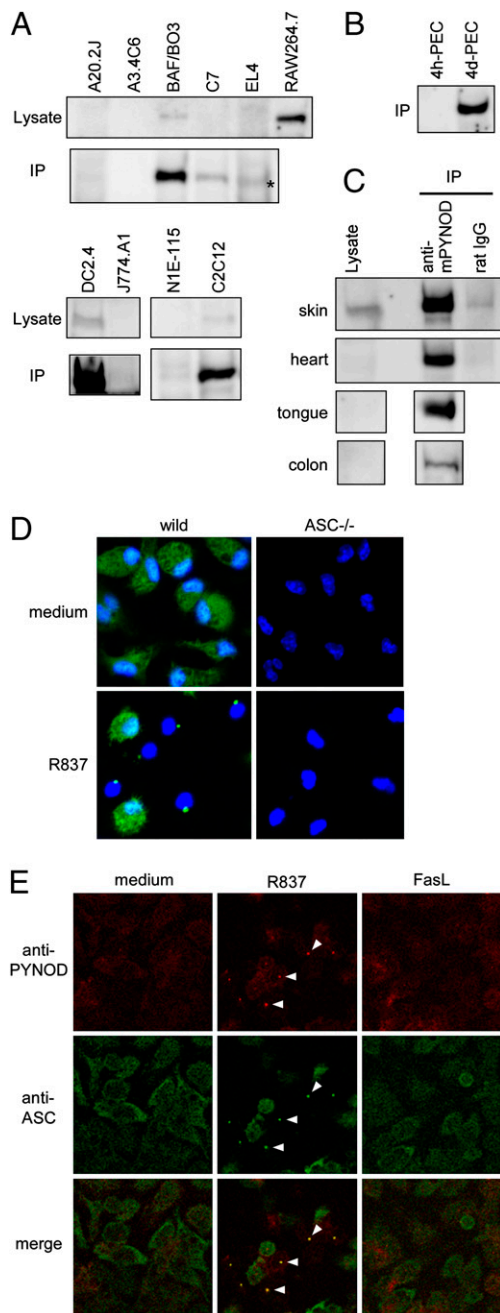 A
A20.2J
A3.4C6
BAF/BO3
C7
EL4
RAW264.7
Lysate
IP
*
DC2.4
J774.A1
N1E-115
C2C12
Lysate
IP
B
4h-PEC
4d-PEC
IP
C
IP
Lysate
anti-
mPYNOD
rat IgG
skin
heart
tongue
colon
D
wild
ASC-/-
medium
R837
E
medium
R837
FasL
anti-
PYNOD
anti-
ASC
merge